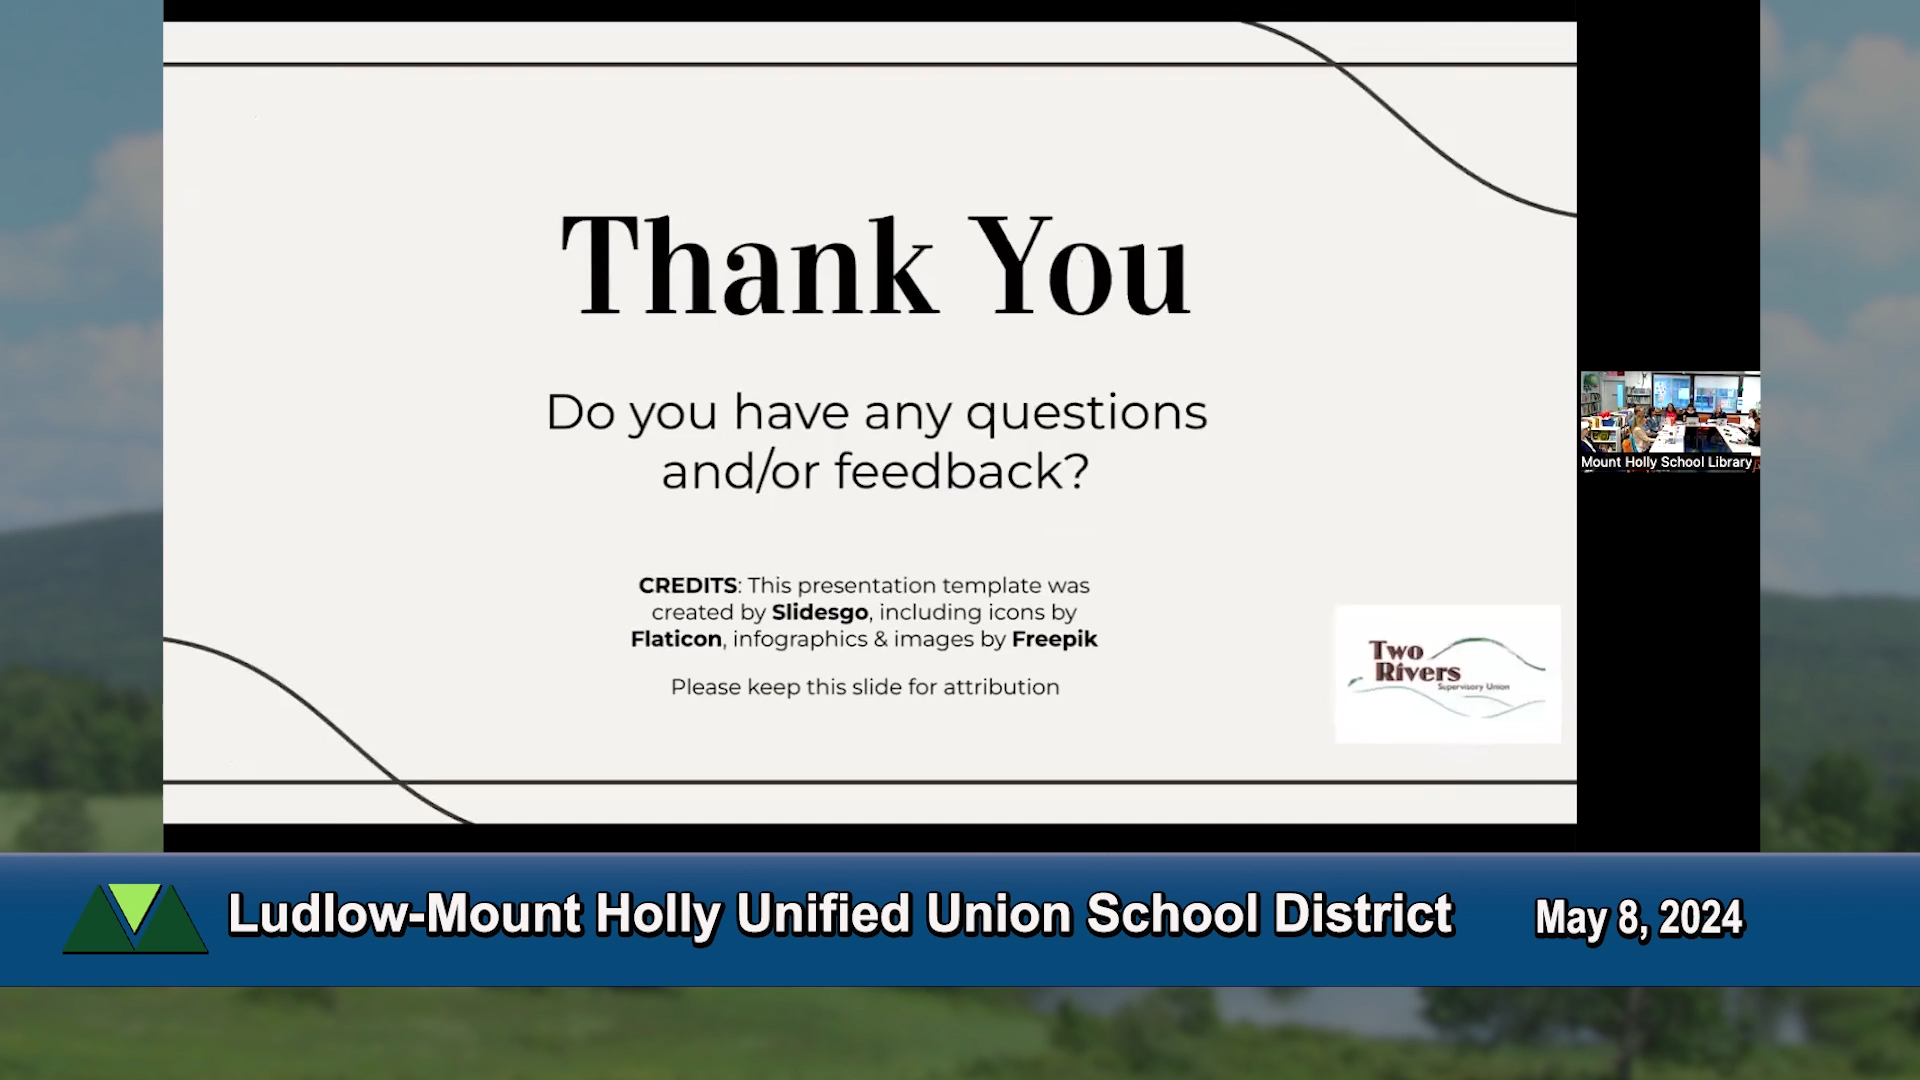 Thank You
Do you have any questions
and/or feedback?
CREDITS: This presentation template was
created by Slidesgo, including icons by
Flaticon, infographics & images by Freepik
Please keep this slide for attribution
Two
Rivers
Supervisory Union
Mount Holly School Library
Ludlow-Mount Holly Unified Union School District
May 8, 2024